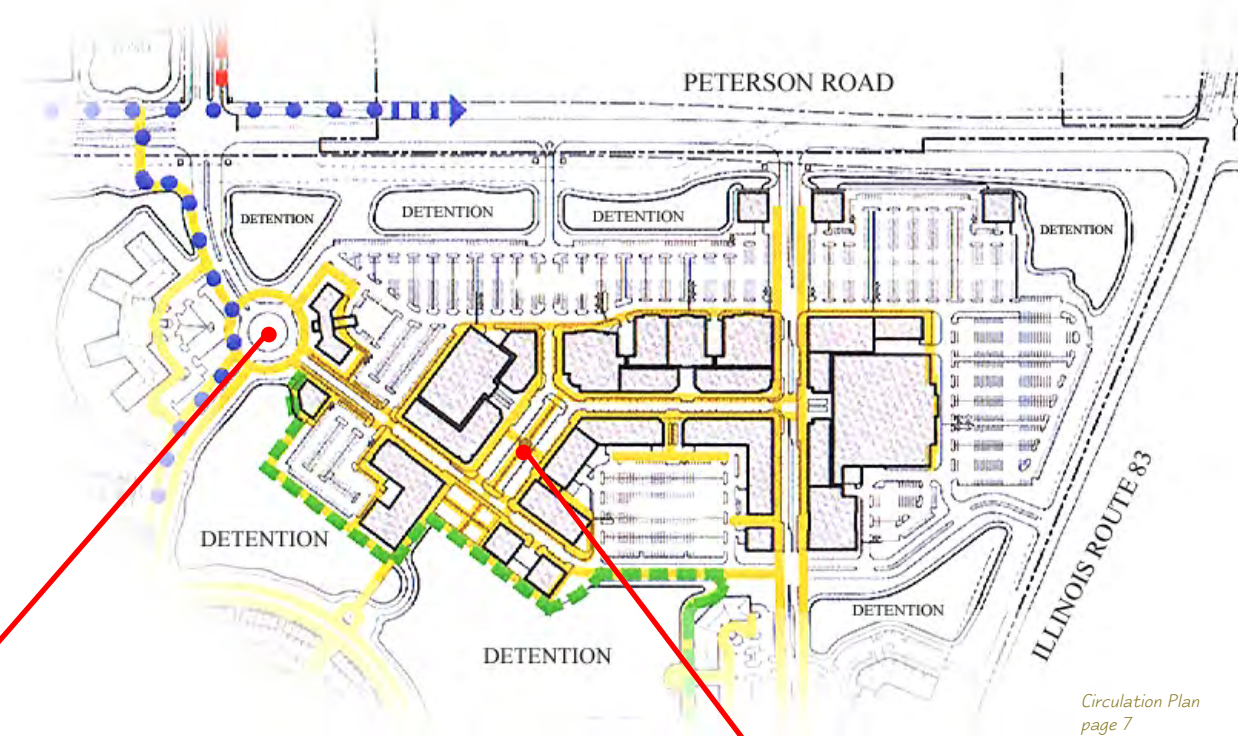 PETERSON ROAD
DETENTION
DETENTION
DETENTION
DETENTION
DETENTION
DETENTION
DETENTION
ILLINOIS ROUTE 83
Circulation Plan
page 7